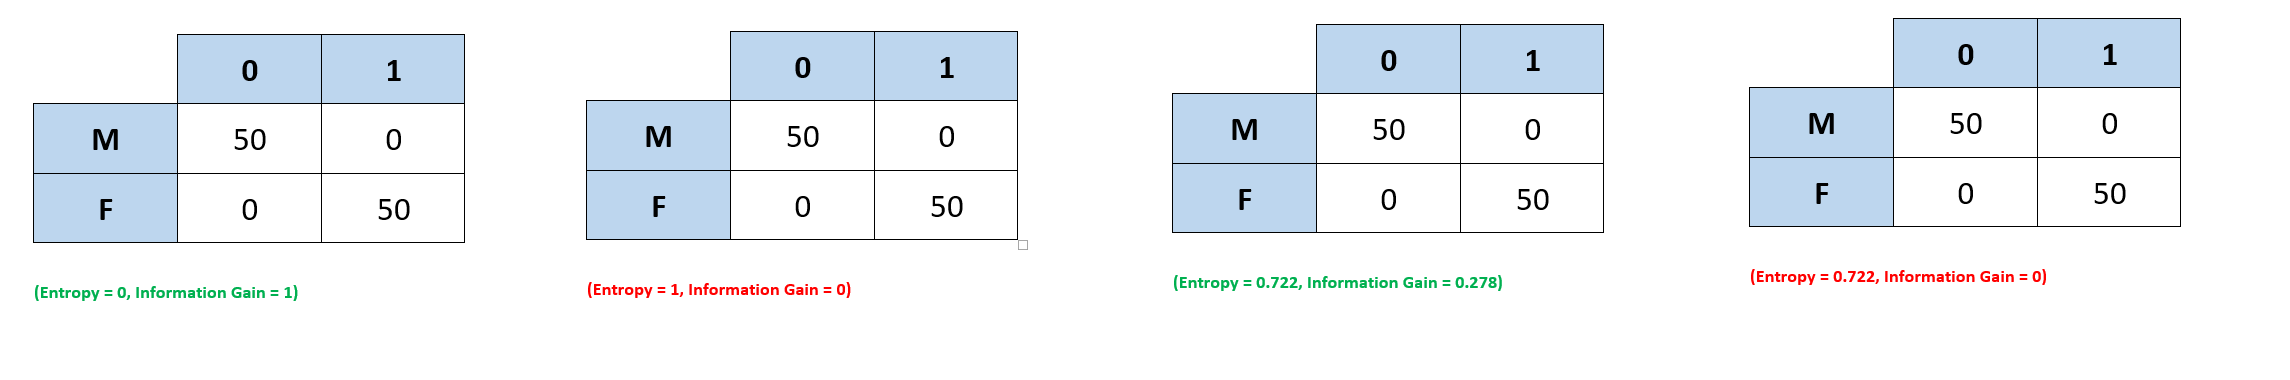 0 1
M 50 0
F 0 50
(Entropy = 0, Information Gain = 1)
0 1
M 50 0
F 0 50
(Entropy = 1, Information Gain = 0)
0 1
M 50 0
F 0 50
(Entropy = 0.722, Information Gain = 0.278)
0 1
M 50 0
F 0 50
(Entropy = 0.722, Information Gain = 0)